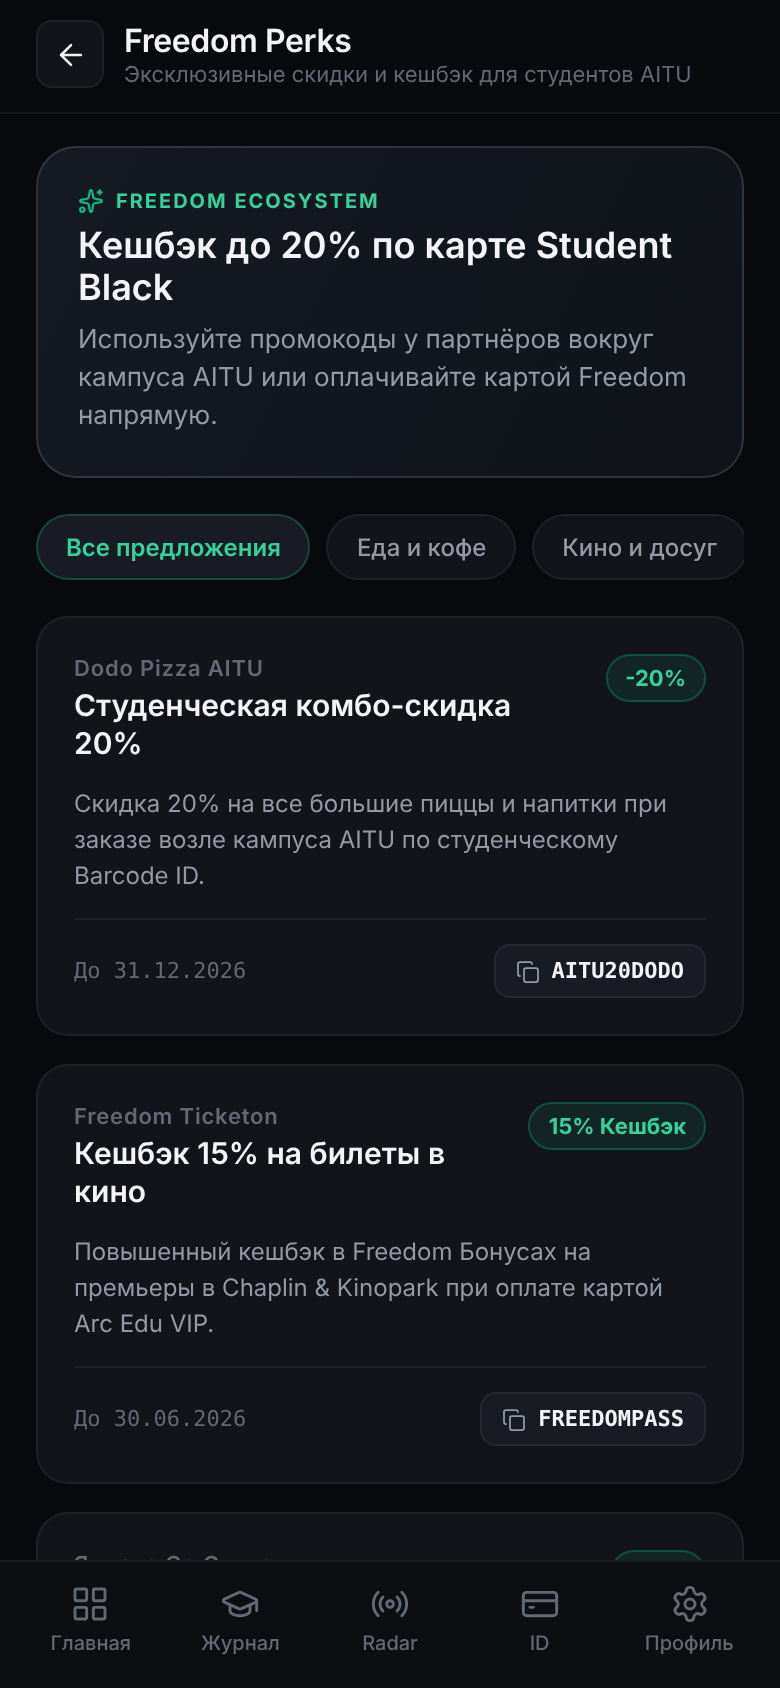 Freedom Perks
Эксклюзивные скидки и кешбэк для студентов AITU
FREEDOM ECOSYSTEM
Кешбэк до 20% по карте Student
Black
Используйте промокоды у партнёров вокруг
кампуса AITU или оплачивайте картой Freedom
напрямую.
Все предложения
Еда и кофе
Кино и досуг
Dodo Pizza AITU
-20%
Студенческая комбо-скидка
20%
Скидка 20% на все большие пиццы и напитки при
заказе возле кампуса AITU по студенческому
Barcode ID.
До 31.12.2026
AITU20DODO
Freedom Ticketon
15% Кешбэк
Кешбэк 15% на билеты в
кино
Повышенный кешбэк в Freedom Бонусах на
премьеры в Chaplin & Kinopark при оплате картой
Arc Edu VIP.
До 30.06.2026
FREEDOMPASS
Главная
Журнал
Radar
ID
Профиль